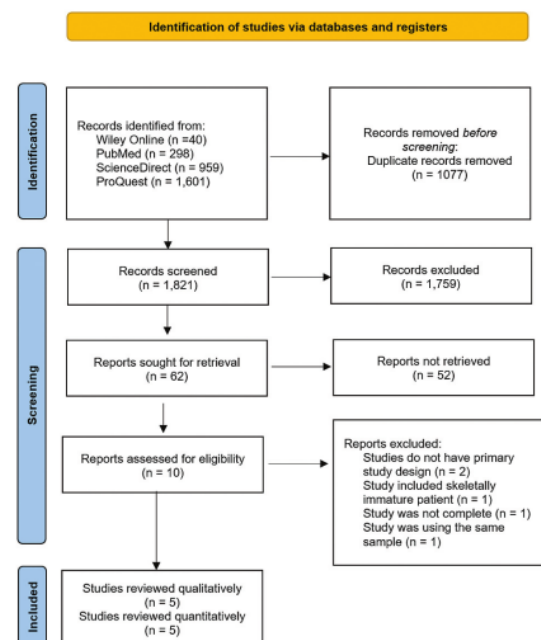 Identification of studies via databases and registers
Identification
Records identified from:
Wiley Online (n =40)
PubMed (n = 298)
ScienceDirect (n = 959)
ProQuest (n = 1,601)
Records removed before
screening:
Duplicate records removed
(n = 1077)
Screening
Records screened
(n = 1,821)
Records excluded
(n = 1,759)
Reports sought for retrieval
(n = 62)
Reports not retrieved
(n = 52)
Reports assessed for eligibility
(n = 10)
Reports excluded:
Studies do not have primary
study design (n = 2)
Study included skeletally
immature patient (n = 1)
Study was not complete (n = 1)
Study was using the same
sample (n = 1)
Included
Studies reviewed qualitatively
(n = 5)
Studies reviewed quantitatively
(n = 5)